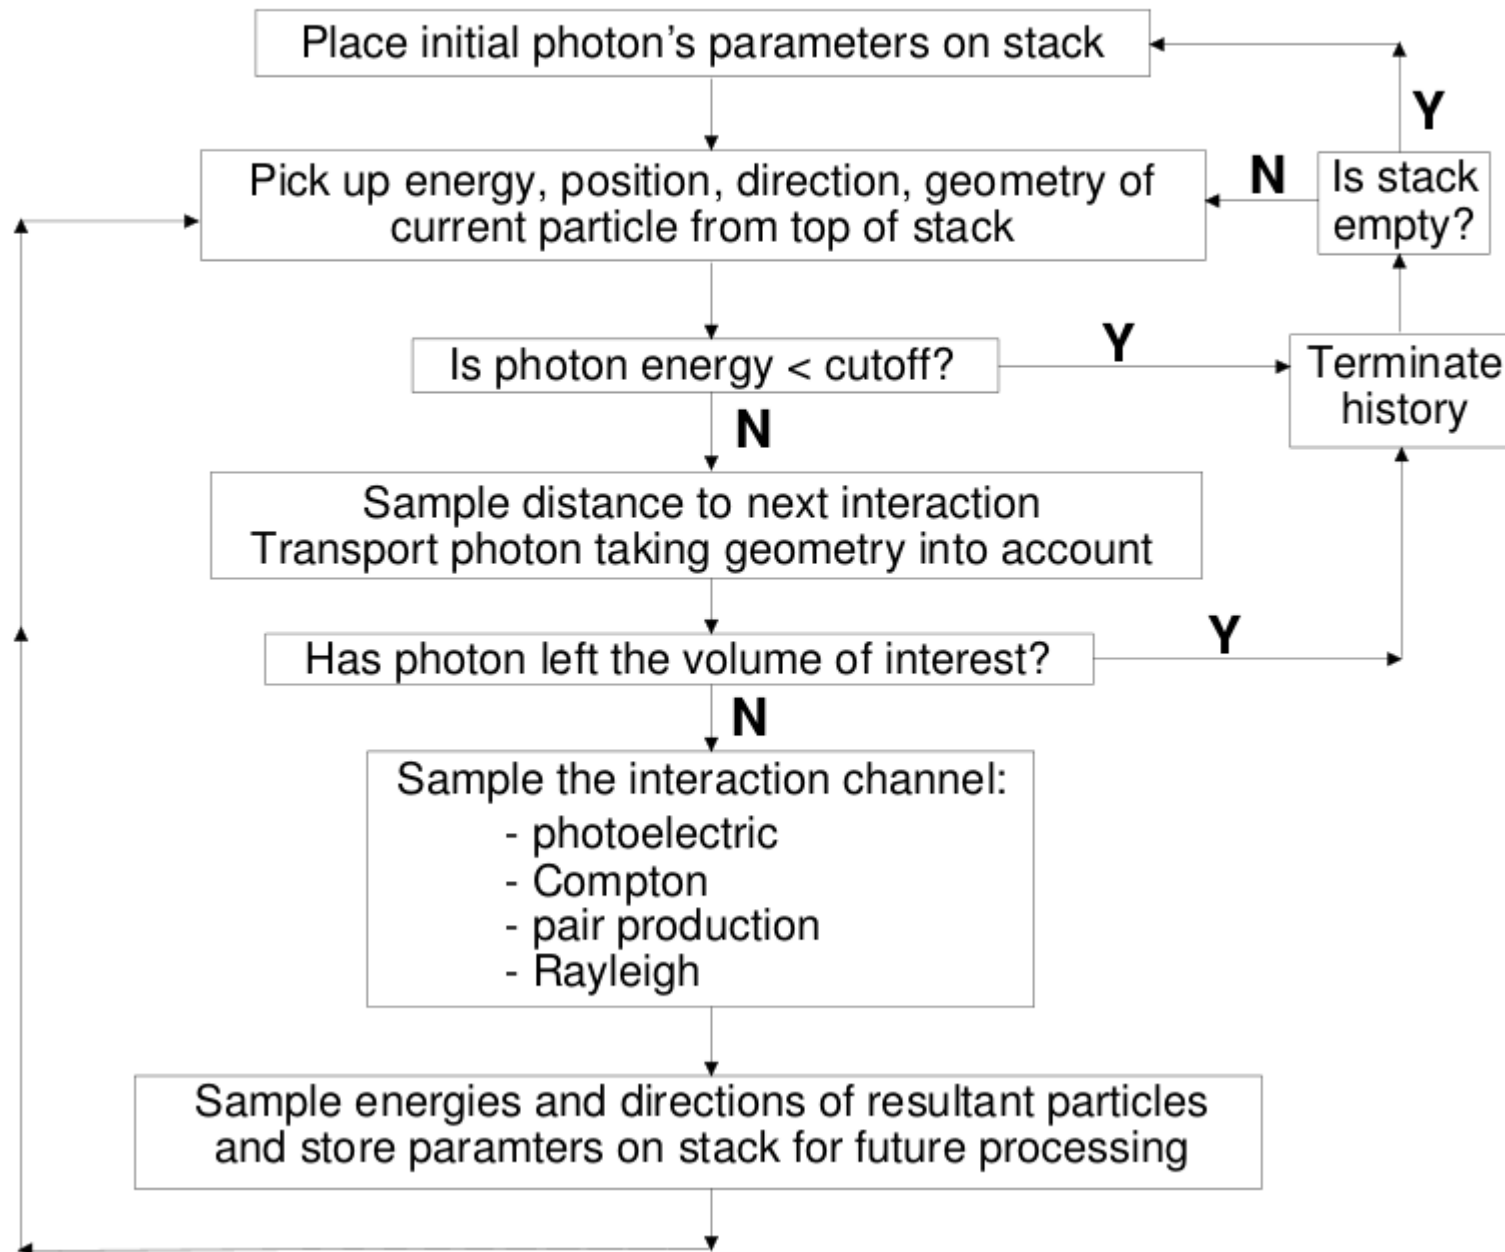 Place initial photon’s parameters on stack
Y
Pick up energy, position, direction, geometry of
current particle from top of stack
N
Is stack
empty?
Is photon energy < cutoff?
Y
Terminate
history
N
Sample distance to next interaction
Transport photon taking geometry into account
Has photon left the volume of interest?
Y
N
Sample the interaction channel:
- photoelectric
- Compton
- pair production
- Rayleigh
Sample energies and directions of resultant particles
and store paramters on stack for future processing